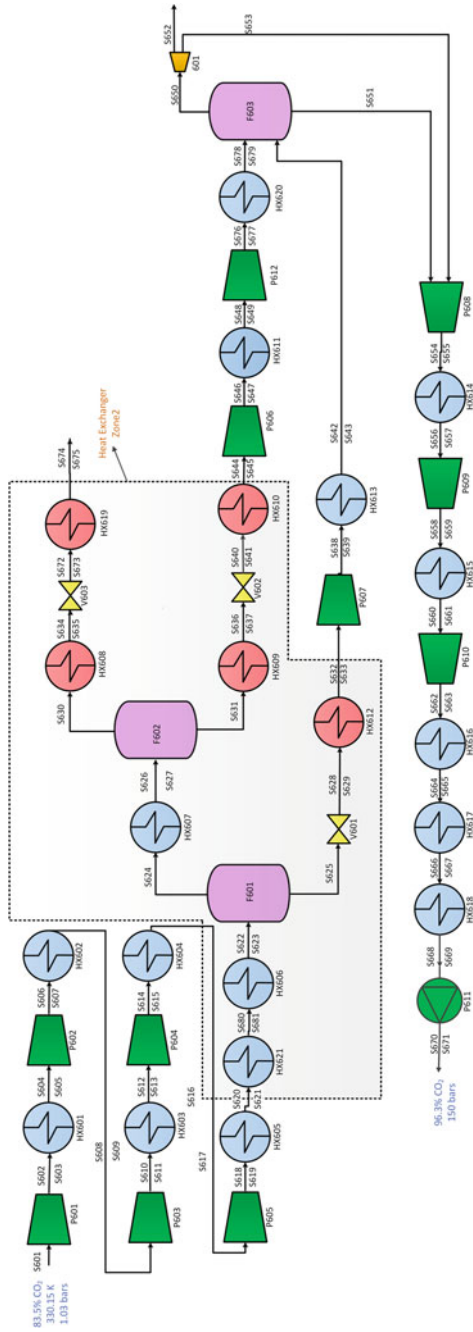 83.5% CO₂
330.15 K
1.03 bars
S601
P601
S602
S603
HX601
S604
S605
P602
S606
S607
HX602
S608
S609
P603
S610
S611
HX603
S612
S613
P604
S614
S615
HX604
S616
S617
P605
S618
S619
HX605
S620
S621
HX621
S680
S681
HX606
S622
S623
F601
S624
S625
HX607
S626
S627
F602
V601
S628
S629
HX612
S630
S631
HX608
S634
S635
V603
S672
S673
HX619
S674
S675
HX609
S636
S637
V602
S640
S641
HX610
Heat Exchanger
Zone2
S644
S645
P606
S646
S647
HX611
S648
S649
P612
S676
S677
HX620
S678
S679
F603
S632
S633
P607
S638
S639
HX613
S642
S643
S650
601
S652
S653
S651
P608
S654
S655
HX614
S656
S657
P609
S658
S659
HX615
S660
S661
P610
S662
S663
HX616
S664
S665
HX617
S666
S667
HX618
S668
S669
P611
S670
S671
96.3% CO₂
150 bars